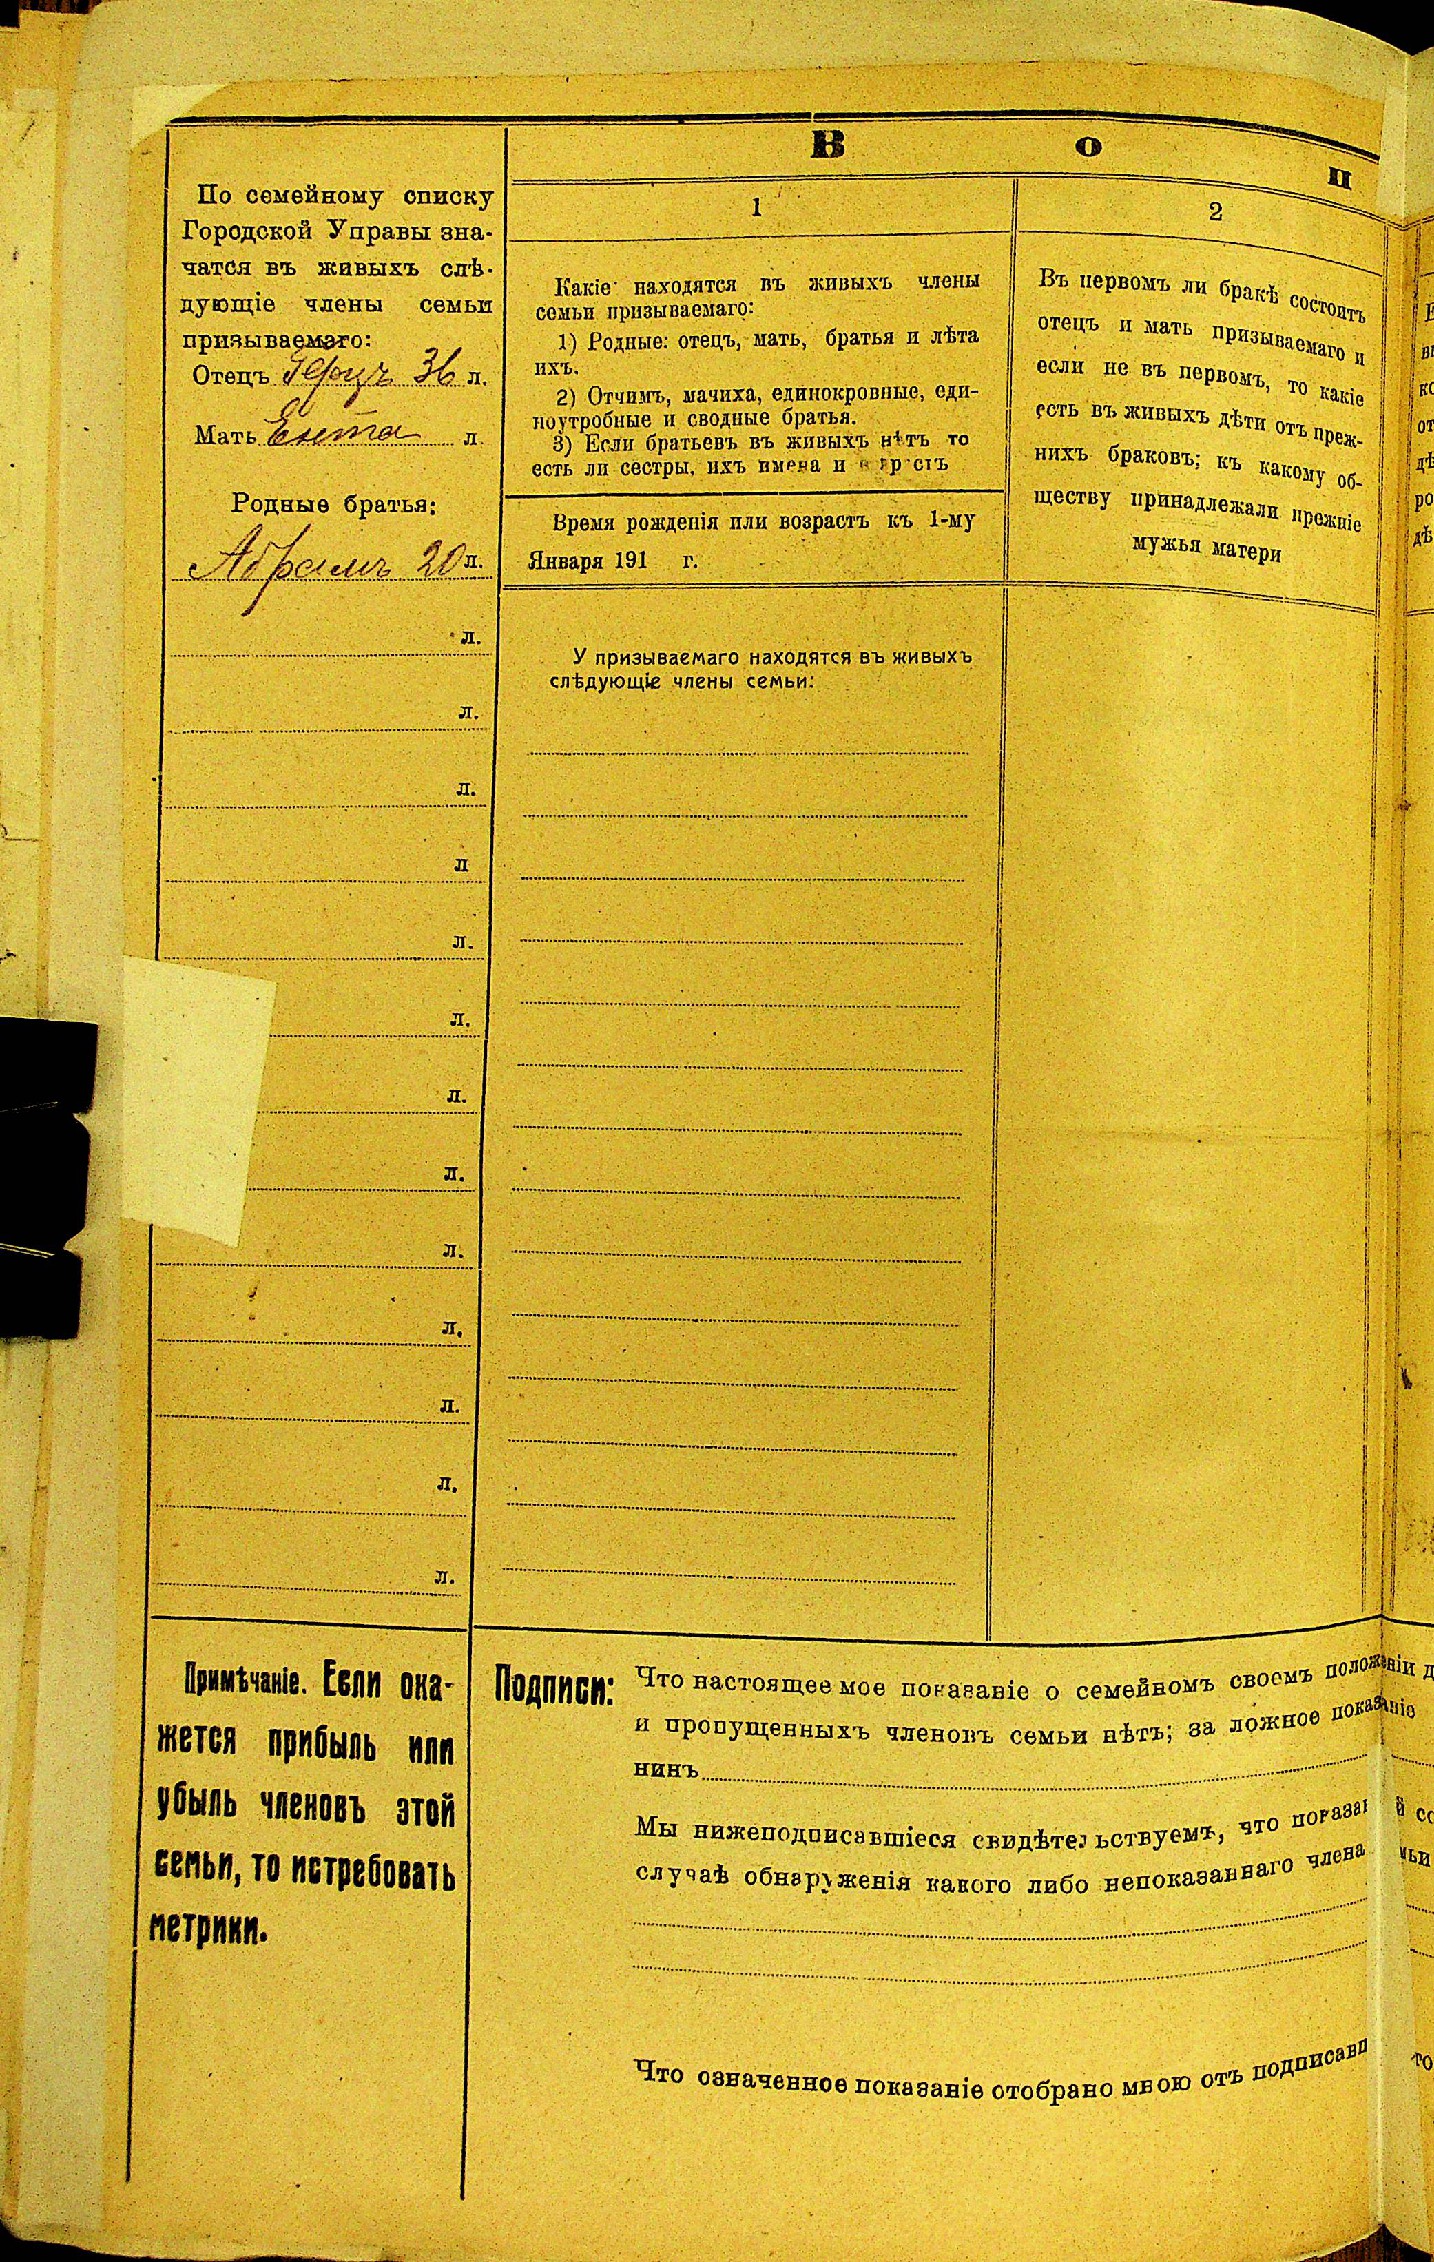 В о п
По семейному списку
Городской Управы зна-
чатся въ живыхъ слѣ-
дующіе члены семьи
призываемаго:
Отецъ Герцъ 36 л.
Мать Ента л.
Родные братья:
Абрамъ 20 л.
л.
л.
л.
л
л.
л.
л.
л.
л.
л.
л.
л.
л.
1
Какіе находятся въ живыхъ члены
семьи призываемаго:
1) Родные: отецъ, мать, братья и лѣта
ихъ.
2) Отчимъ, мачиха, единокровные, еди-
ноутробные и сводные братья.
3) Если братьевъ въ живыхъ нѣтъ то
есть ли сестры, ихъ имена и
Время рожденія или возрастъ къ 1-му
Января 191 г.
У призываемаго находятся въ живыхъ
слѣдующіе члены семьи:
2
Въ первомъ ли бракѣ состоитъ
отецъ и мать призываемаго и
если не въ первомъ, то какіе
есть въ живыхъ дѣти отъ преж-
нихъ браковъ; къ какому об-
ществу принадлежали прежніе
мужья матери
Примѣчаніе. Если ока-
жется прибыль или
убыль членовъ этой
семьи, то истребовать
метрики.
Подписи: Что настоящее мое показаніе о семейномъ своемъ положеніи д
и пропущенныхъ членовъ семьи нѣтъ; за ложное показаніе
нинъ
Мы нижеподписавшіеся свидѣтельствуемъ, что показан
случаѣ обнаруженія какого либо непоказаннаго члена
Что означенное показаніе отобрано мною отъ подписавш